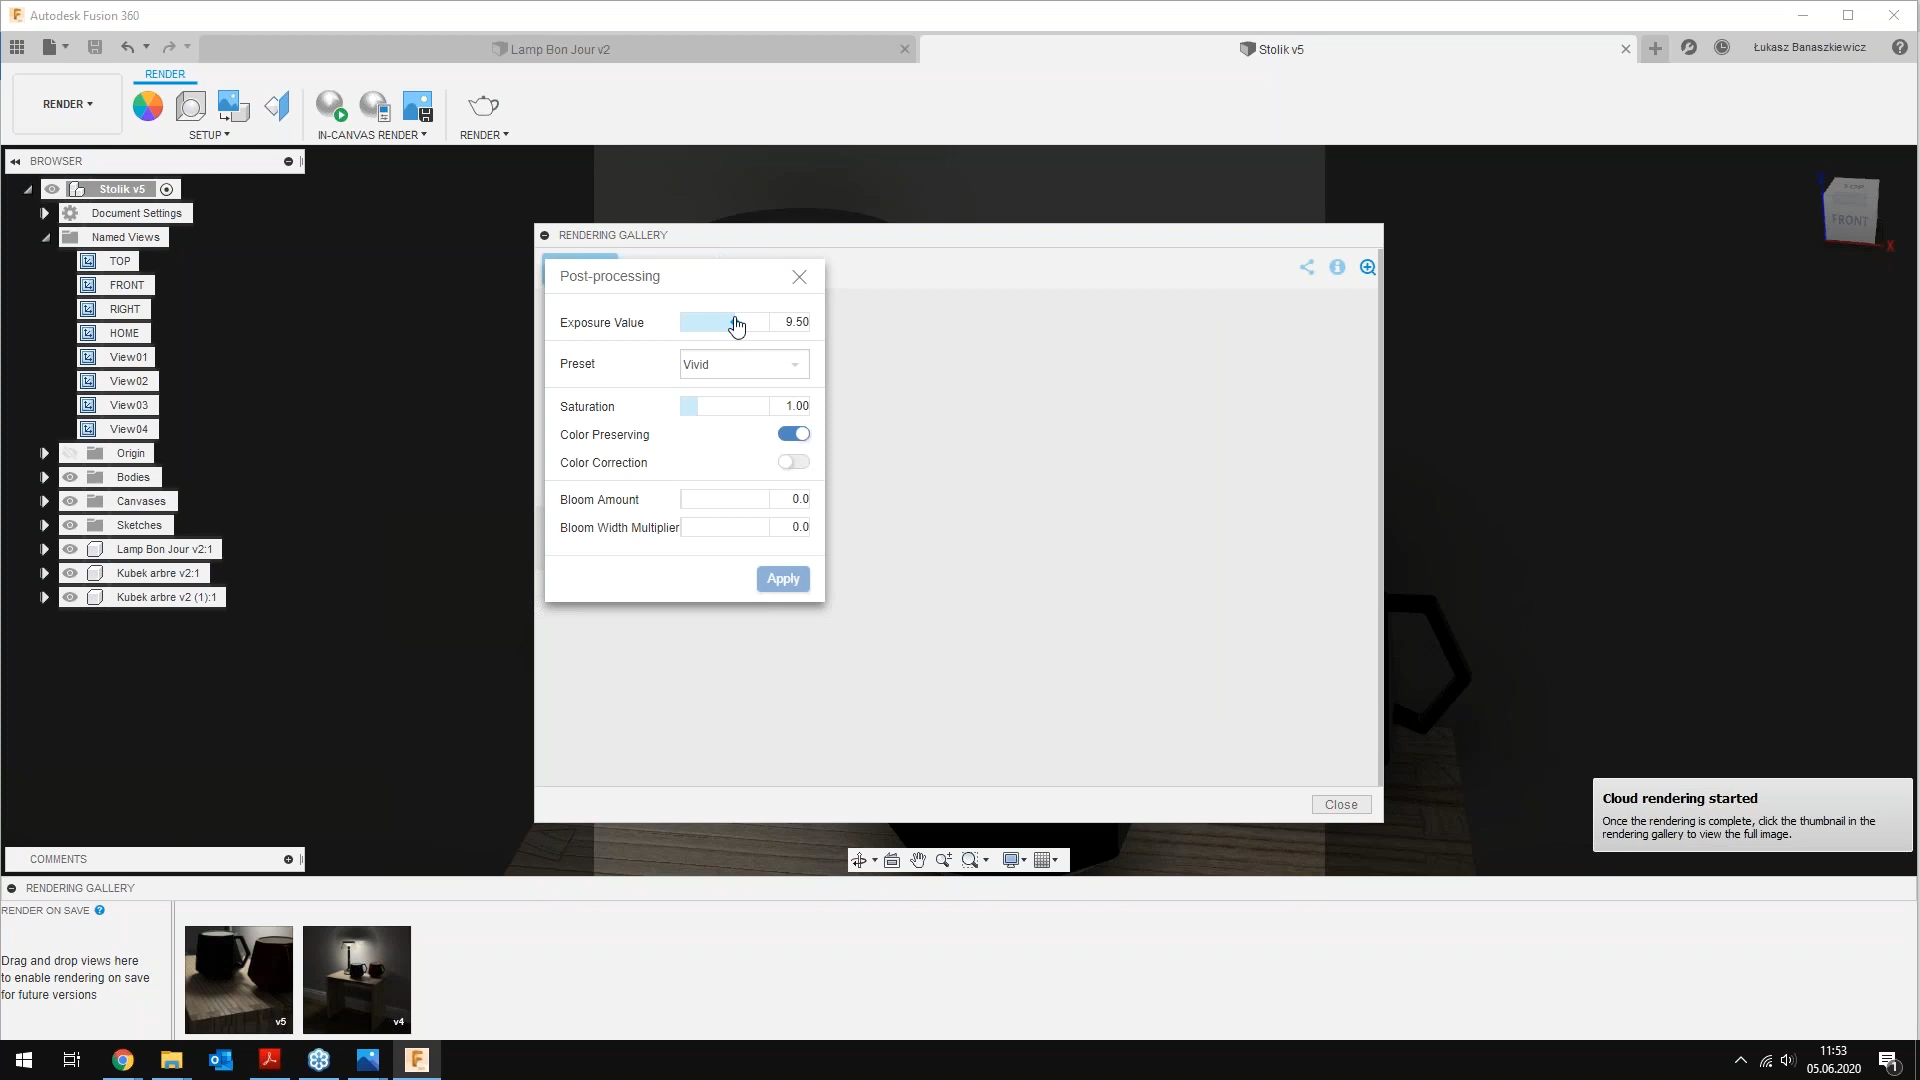 Autodesk Fusion 360
Lamp Bon Jour v2
Stolik v5
Łukasz Banaszkiewicz
RENDER
RENDER
SETUP
IN-CANVAS RENDER
RENDER
BROWSER
Stolik v5
Document Settings
Named Views
TOP
FRONT
RIGHT
HOME
View01
View02
View03
View04
Origin
Bodies
Canvases
Sketches
Lamp Bon Jour v2:1
Kubek arbre v2:1
Kubek arbre v2 (1):1
TOP
FRONT
X
RENDERING GALLERY
Post-processing
Exposure Value 9.50
Preset Vivid
Saturation 1.00
Color Preserving
Color Correction
Bloom Amount 0.0
Bloom Width Multiplier 0.0
Apply
Close
Cloud rendering started
Once the rendering is complete, click the thumbnail in the
rendering gallery to view the full image.
COMMENTS
RENDERING GALLERY
RENDER ON SAVE
Drag and drop views here
to enable rendering on save
for future versions
v5
v4
11:53
05.06.2020
1